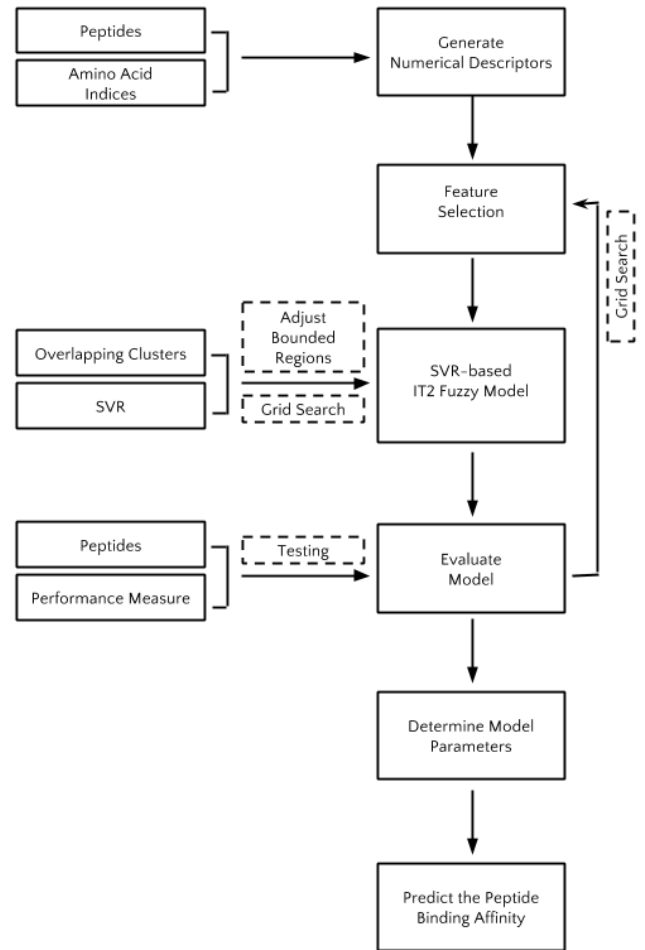 Peptides
Amino Acid
Indices
Generate
Numerical Descriptors
Feature
Selection
Grid Search
Overlapping Clusters
SVR
Adjust
Bounded
Regions
Grid Search
SVR-based
IT2 Fuzzy Model
Peptides
Performance Measure
Testing
Evaluate
Model
Determine Model
Parameters
Predict the Peptide
Binding Affinity